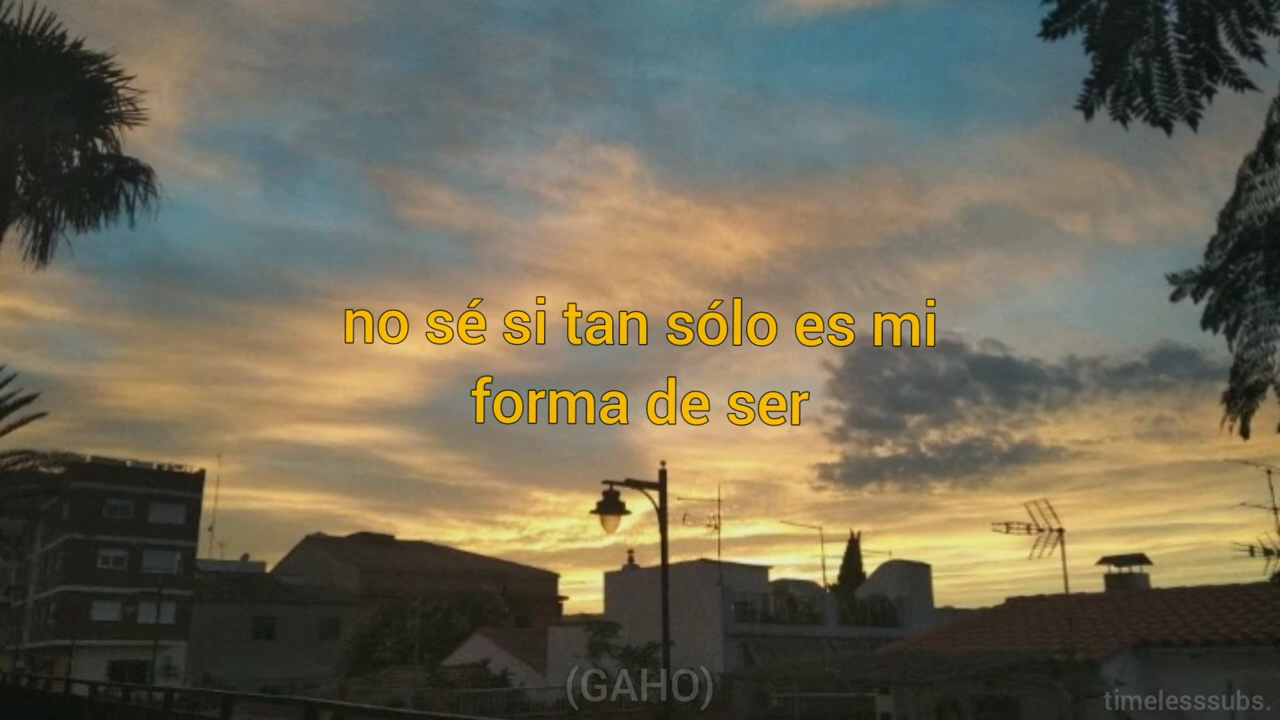 no sé si tan sólo es mi
forma de ser
(GAHO)
timelesssubs.